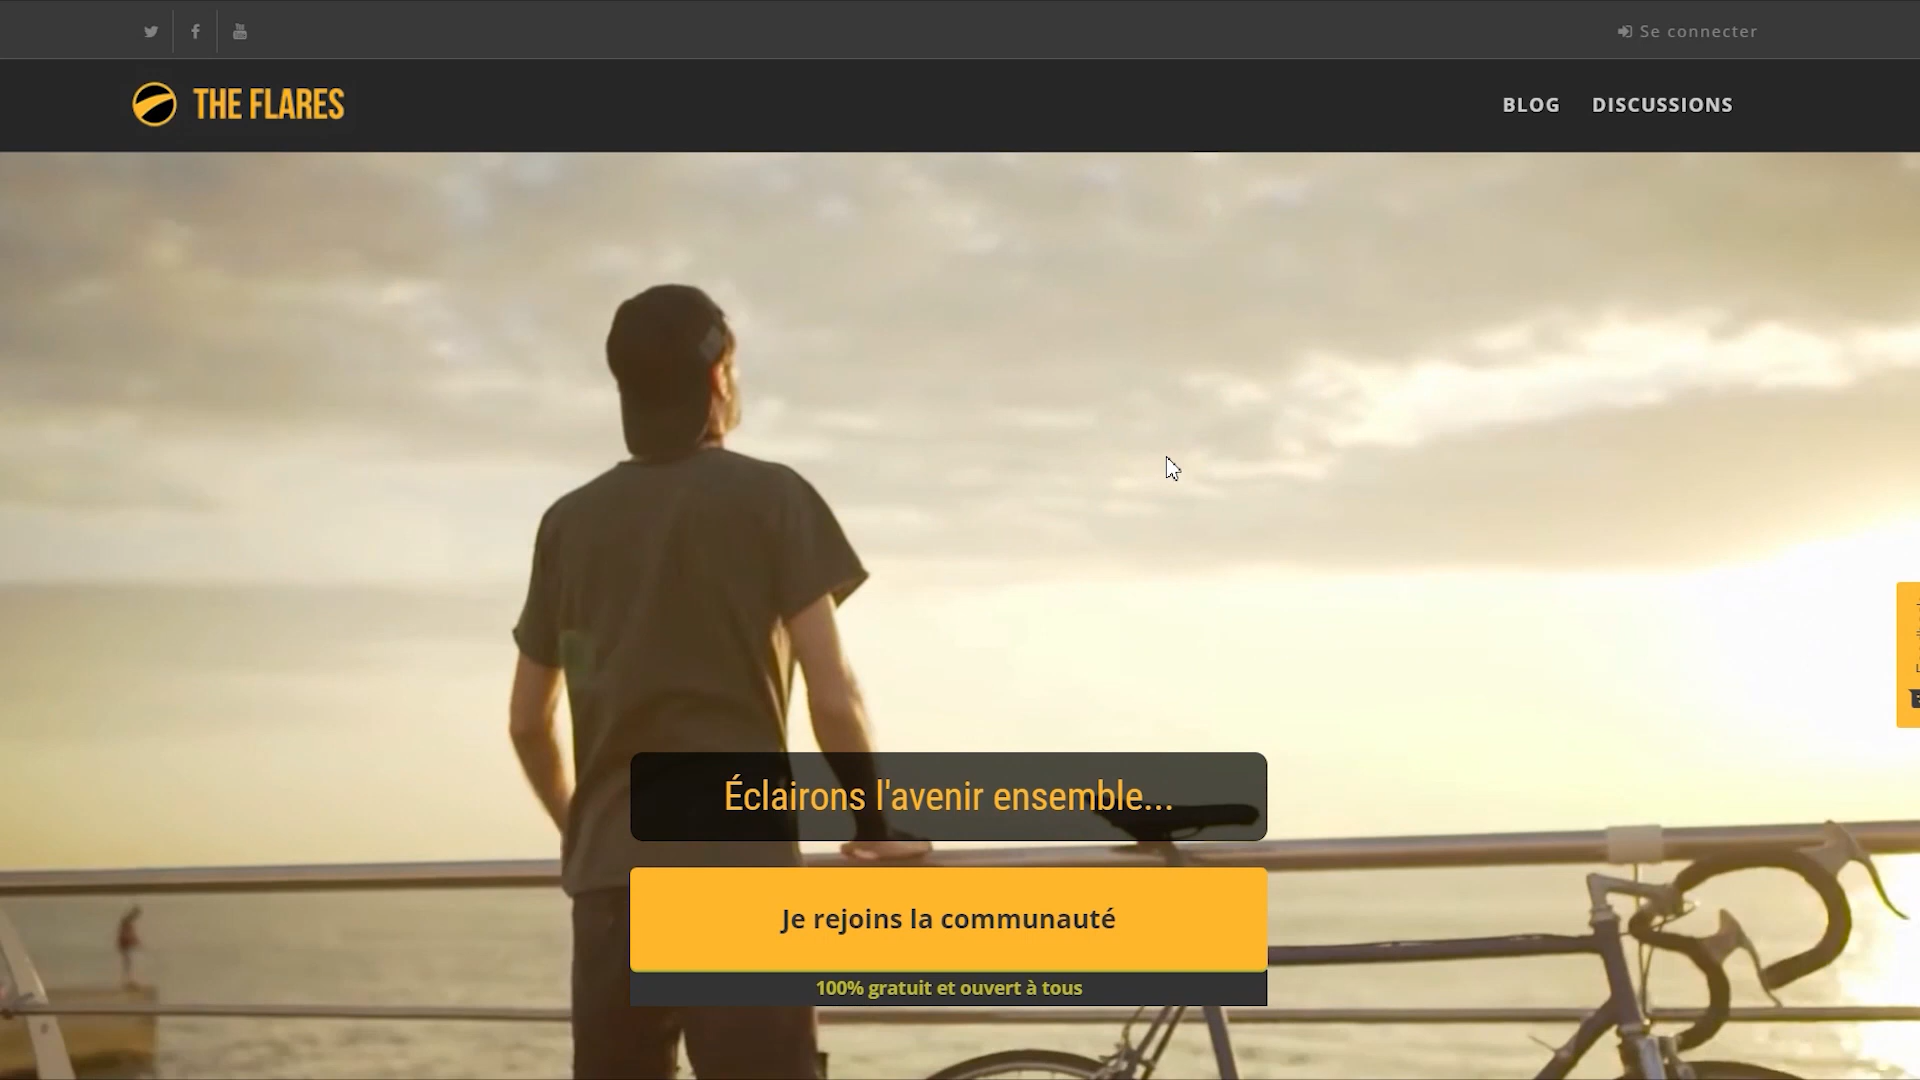 Se connecter
THE FLARES
BLOG DISCUSSIONS
Éclairons l'avenir ensemble...
Je rejoins la communauté
100% gratuit et ouvert à tous